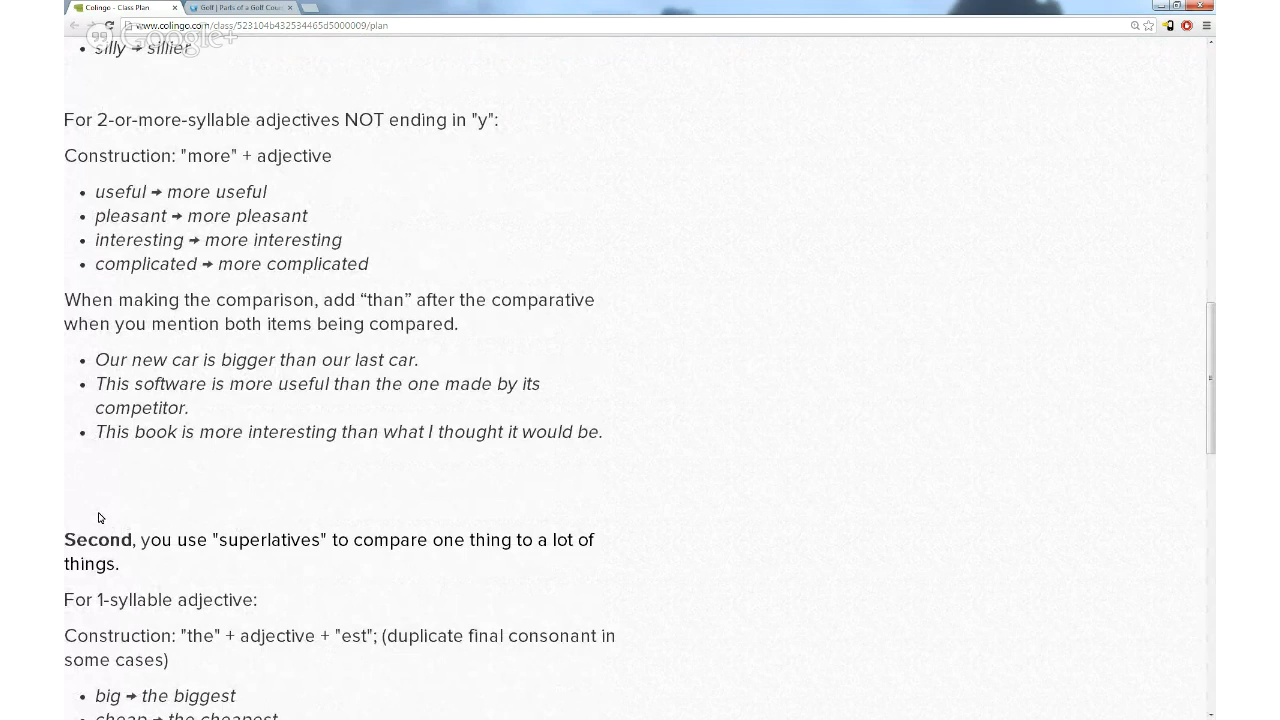 Colingo - Class Plan
Golf | Parts of a Golf Cour
www.colingo.com/class/523104b432534465d5000009/plan
Google+
• silly → sillier
For 2-or-more-syllable adjectives NOT ending in "y":
Construction: "more" + adjective
• useful → more useful
• pleasant → more pleasant
• interesting → more interesting
• complicated → more complicated
When making the comparison, add “than” after the comparative
when you mention both items being compared.
• Our new car is bigger than our last car.
• This software is more useful than the one made by its
competitor.
• This book is more interesting than what I thought it would be.
Second, you use "superlatives" to compare one thing to a lot of
things.
For 1-syllable adjective:
Construction: "the" + adjective + "est"; (duplicate final consonant in
some cases)
• big → the biggest
• cheap → the cheapest